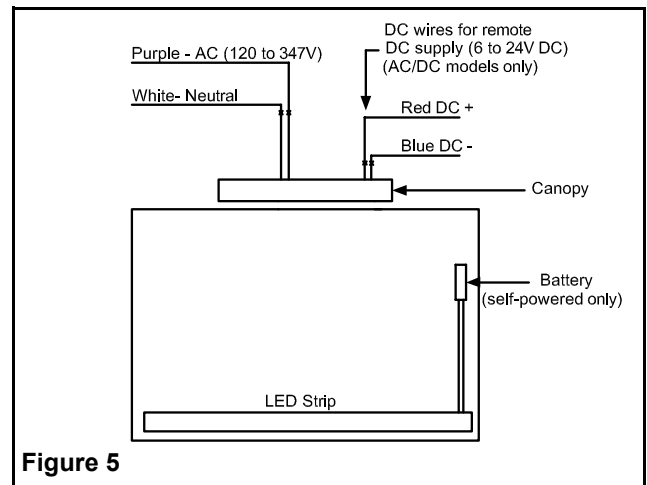 Purple - AC (120 to 347V)
White- Neutral
DC wires for remote
DC supply (6 to 24V DC)
(AC/DC models only)
Red DC +
Blue DC -
Canopy
Battery
(self-powered only)
LED Strip
Figure 5